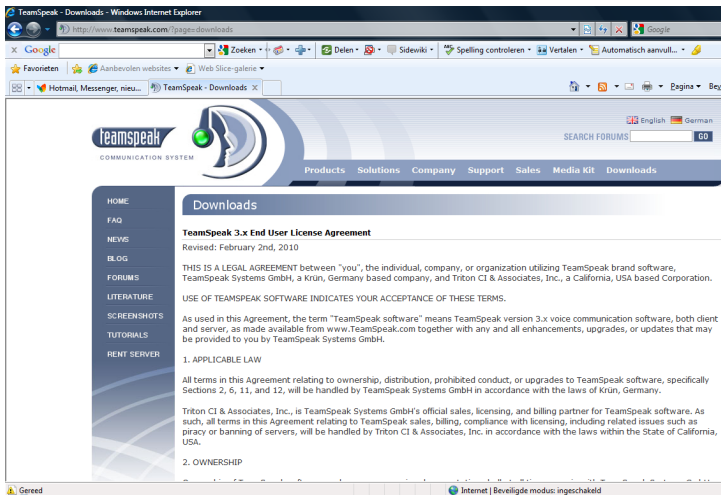 TeamSpeak - Downloads - Windows Internet Explorer
http://www.teamspeak.com/?page=downloads
Google
x Google
Zoeken
Delen
Sidewiki
Spelling controleren
Vertalen
Automatisch aanvull...
Favorieten
Aanbevolen websites
Web Slice-galerie
Hotmail, Messenger, nieu...
TeamSpeak - Downloads x
Pagina
English German
teamspeak
COMMUNICATION SYSTEM
SEARCH FORUMS GO
Products Solutions Company Support Sales Media Kit Downloads
HOME
FAQ
NEWS
BLOG
FORUMS
LITERATURE
SCREENSHOTS
TUTORIALS
RENT SERVER
Downloads
TeamSpeak 3.x End User License Agreement
Revised: February 2nd, 2010
THIS IS A LEGAL AGREEMENT between "you", the individual, company, or organization utilizing TeamSpeak brand software,
TeamSpeak Systems GmbH, a Krün, Germany based company, and Triton CI & Associates, Inc., a California, USA based Corporation.
USE OF TEAMSPEAK SOFTWARE INDICATES YOUR ACCEPTANCE OF THESE TERMS.
As used in this Agreement, the term "TeamSpeak software" means TeamSpeak version 3.x voice communication software, both client
and server, as made available from www.TeamSpeak.com together with any and all enhancements, upgrades, or updates that may
be provided to you by TeamSpeak Systems GmbH.
1. APPLICABLE LAW
All terms in this Agreement relating to ownership, distribution, prohibited conduct, or upgrades to TeamSpeak software, specifically
Sections 2, 6, 11, and 12, will be handled by TeamSpeak Systems GmbH in accordance with the laws of Krün, Germany.
Triton CI & Associates, Inc., is TeamSpeak Systems GmbH's official sales, licensing, and billing partner for TeamSpeak software. As
such, all terms in this Agreement relating to TeamSpeak sales, billing, compliance with licensing, including related issues such as
piracy or banning of servers, will be handled by Triton CI & Associates, Inc. in accordance with the laws within the State of California,
USA.
2. OWNERSHIP
Gereed
Internet | Beveiligde modus: ingeschakeld